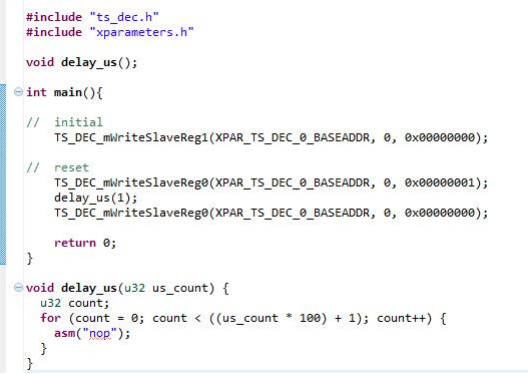 #include "ts_dec.h"
#include "xparameters.h"
void delay_us();
int main(){
// initial
TS_DEC_mWriteSlaveReg1(XPAR_TS_DEC_0_BASEADDR, 0, 0x00000000);
// reset
TS_DEC_mWriteSlaveReg0(XPAR_TS_DEC_0_BASEADDR, 0, 0x00000001);
delay_us(1);
TS_DEC_mWriteSlaveReg0(XPAR_TS_DEC_0_BASEADDR, 0, 0x00000000);
return 0;
}
void delay_us(u32 us_count) {
u32 count;
for (count = 0; count < ((us_count * 100) + 1); count++) {
asm("nop");
}
}